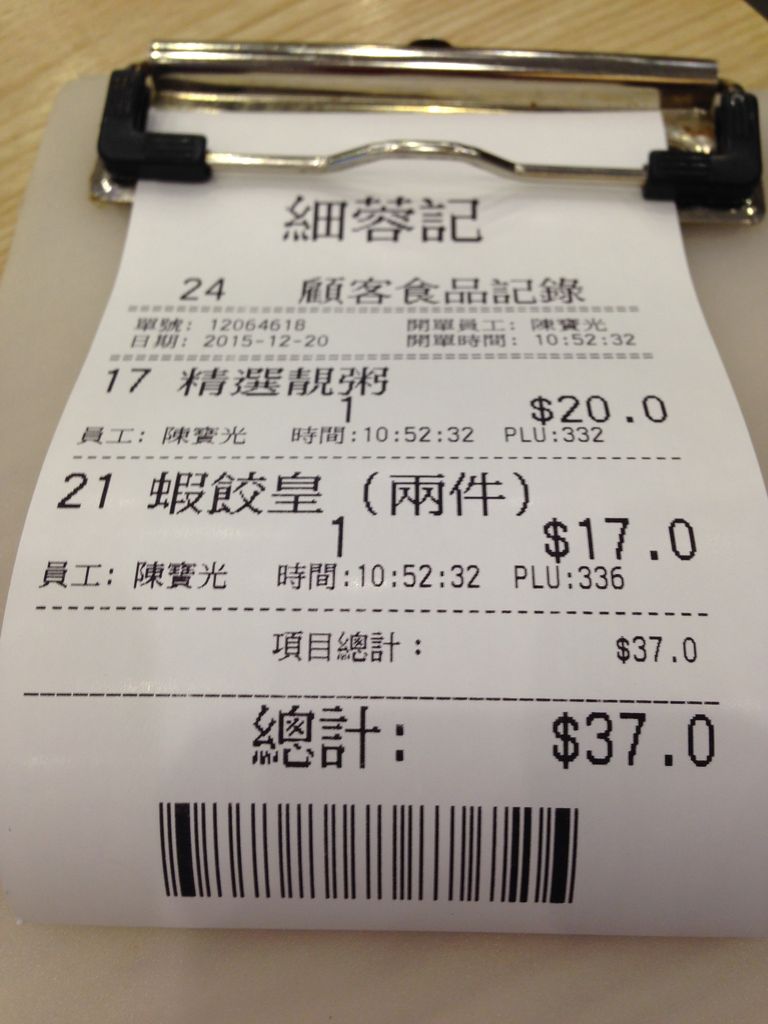 細蓉記
24 顧客食品記錄
單號: 12064618 開單員工: 陳寶光
日期: 2015-12-20 開單時間: 10:52:32
17 精選靚粥
1 $20.0
員工: 陳寶光 時間:10:52:32 PLU:332
21 蝦餃皇 (兩件)
1 $17.0
員工: 陳寶光 時間:10:52:32 PLU:336
項目總計: $37.0
總計: $37.0